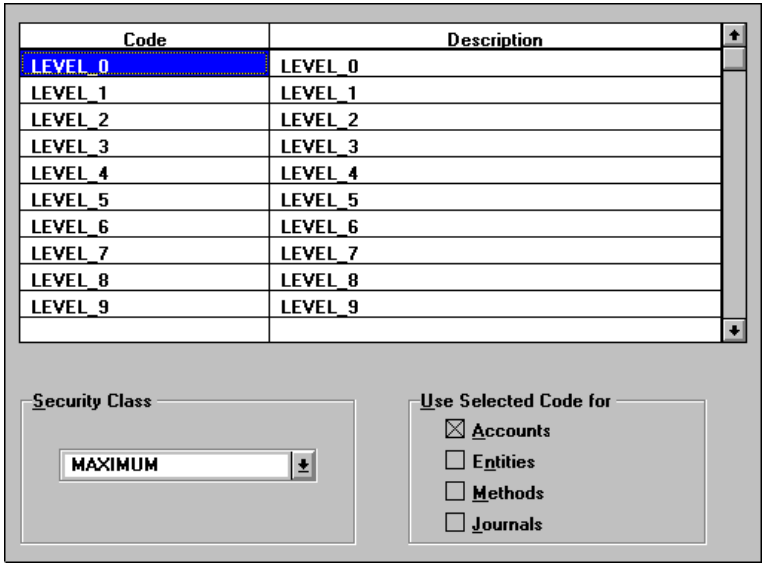 Code Description
LEVEL_0 LEVEL_0
LEVEL_1 LEVEL_1
LEVEL_2 LEVEL_2
LEVEL_3 LEVEL_3
LEVEL_4 LEVEL_4
LEVEL_5 LEVEL_5
LEVEL_6 LEVEL_6
LEVEL_7 LEVEL_7
LEVEL_8 LEVEL_8
LEVEL_9 LEVEL_9
Security Class
MAXIMUM
Use Selected Code for
Accounts
Entities
Methods
Journals